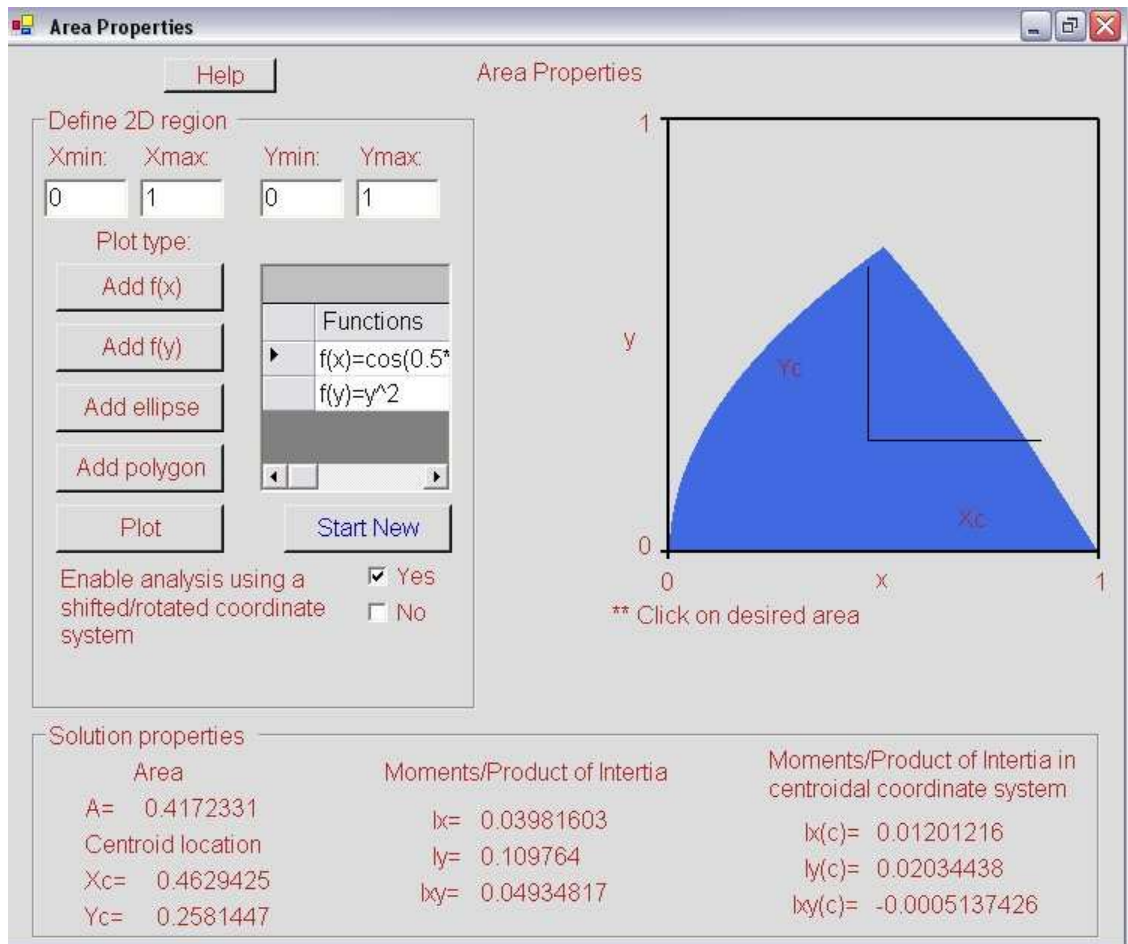 Area Properties
Help
Area Properties
Define 2D region
Xmin: Xmax: Ymin: Ymax:
0 1 0 1
Plot type:
Add f(x)
Add f(y)
Add ellipse
Add polygon
Plot
Functions
f(x)=cos(0.5*
f(y)=y^2
Start New
Enable analysis using a
shifted/rotated coordinate
system
Yes
No
1
y
Yc
Xc
0
0 x 1
** Click on desired area
Solution properties
Area
A= 0.4172331
Centroid location
Xc= 0.4629425
Yc= 0.2581447
Moments/Product of Intertia
Ix= 0.03981603
Iy= 0.109764
Ixy= 0.04934817
Moments/Product of Intertia in
centroidal coordinate system
Ix(c)= 0.01201216
Iy(c)= 0.02034438
Ixy(c)= -0.0005137426